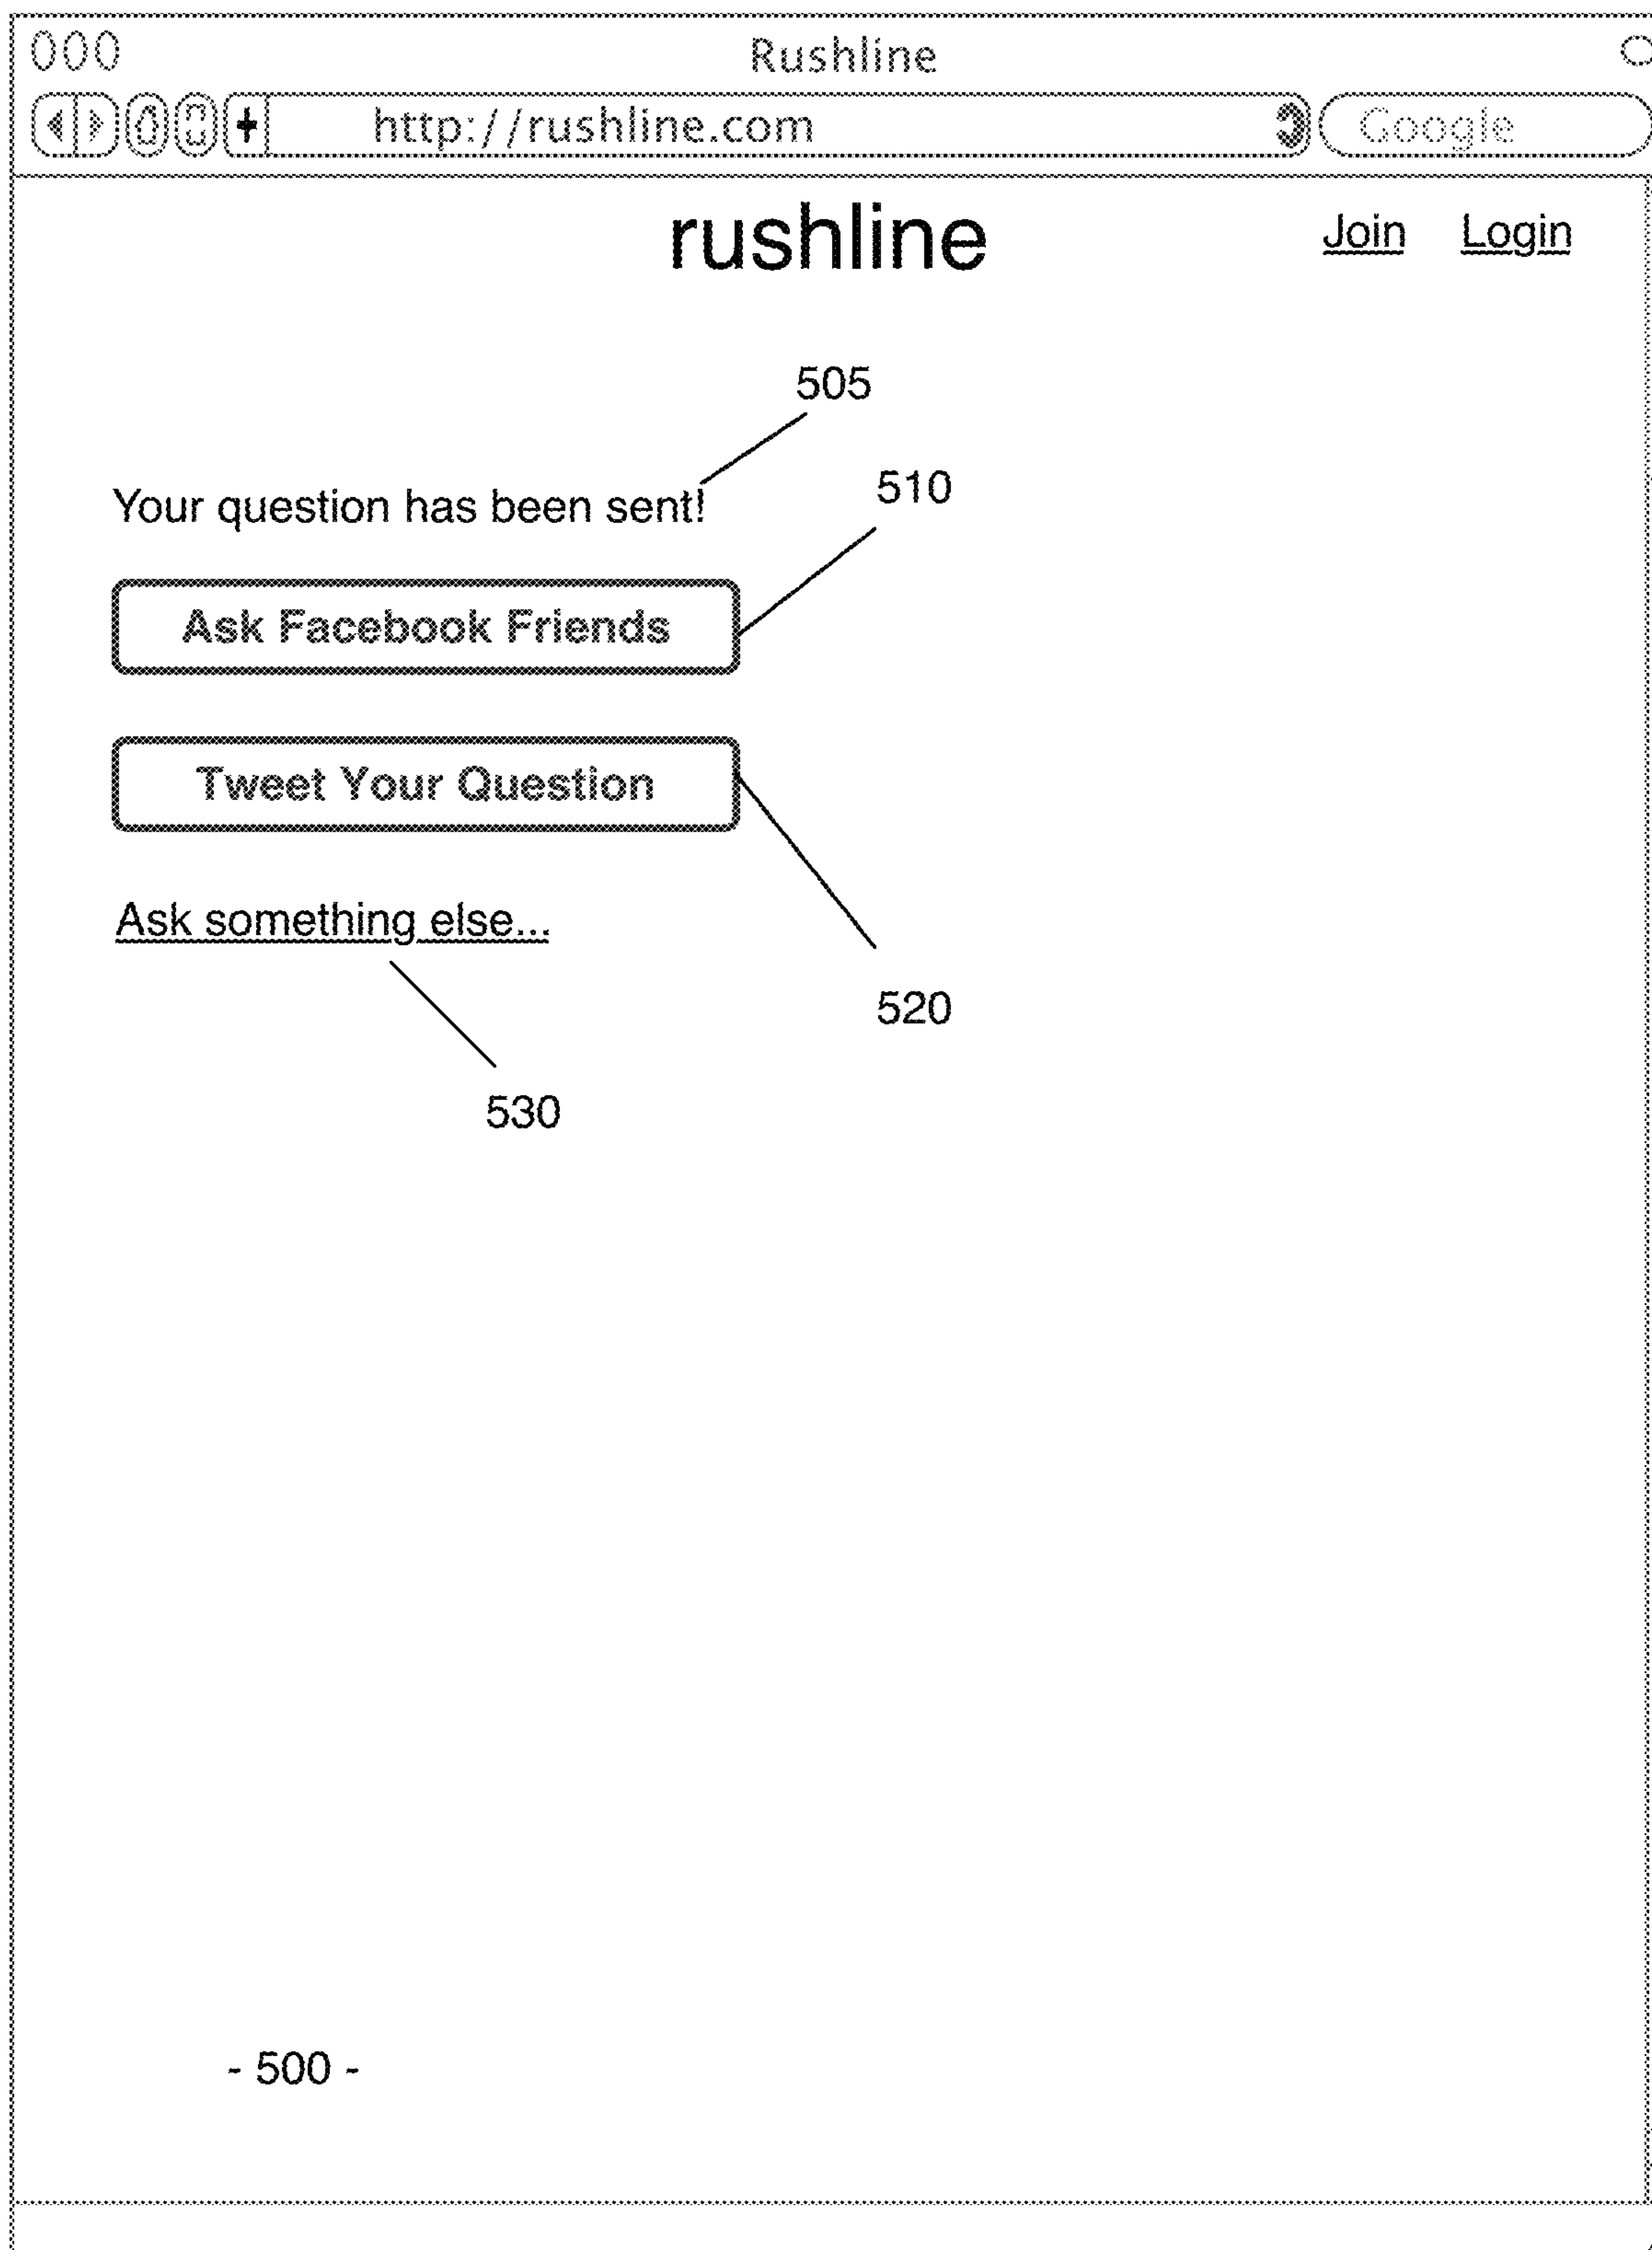 Rushline
http://rushline.com
Google
rushline
Join Login
505
Your question has been sent!
510
Ask Facebook Friends
Tweet Your Question
Ask something else...
520
530
- 500 -